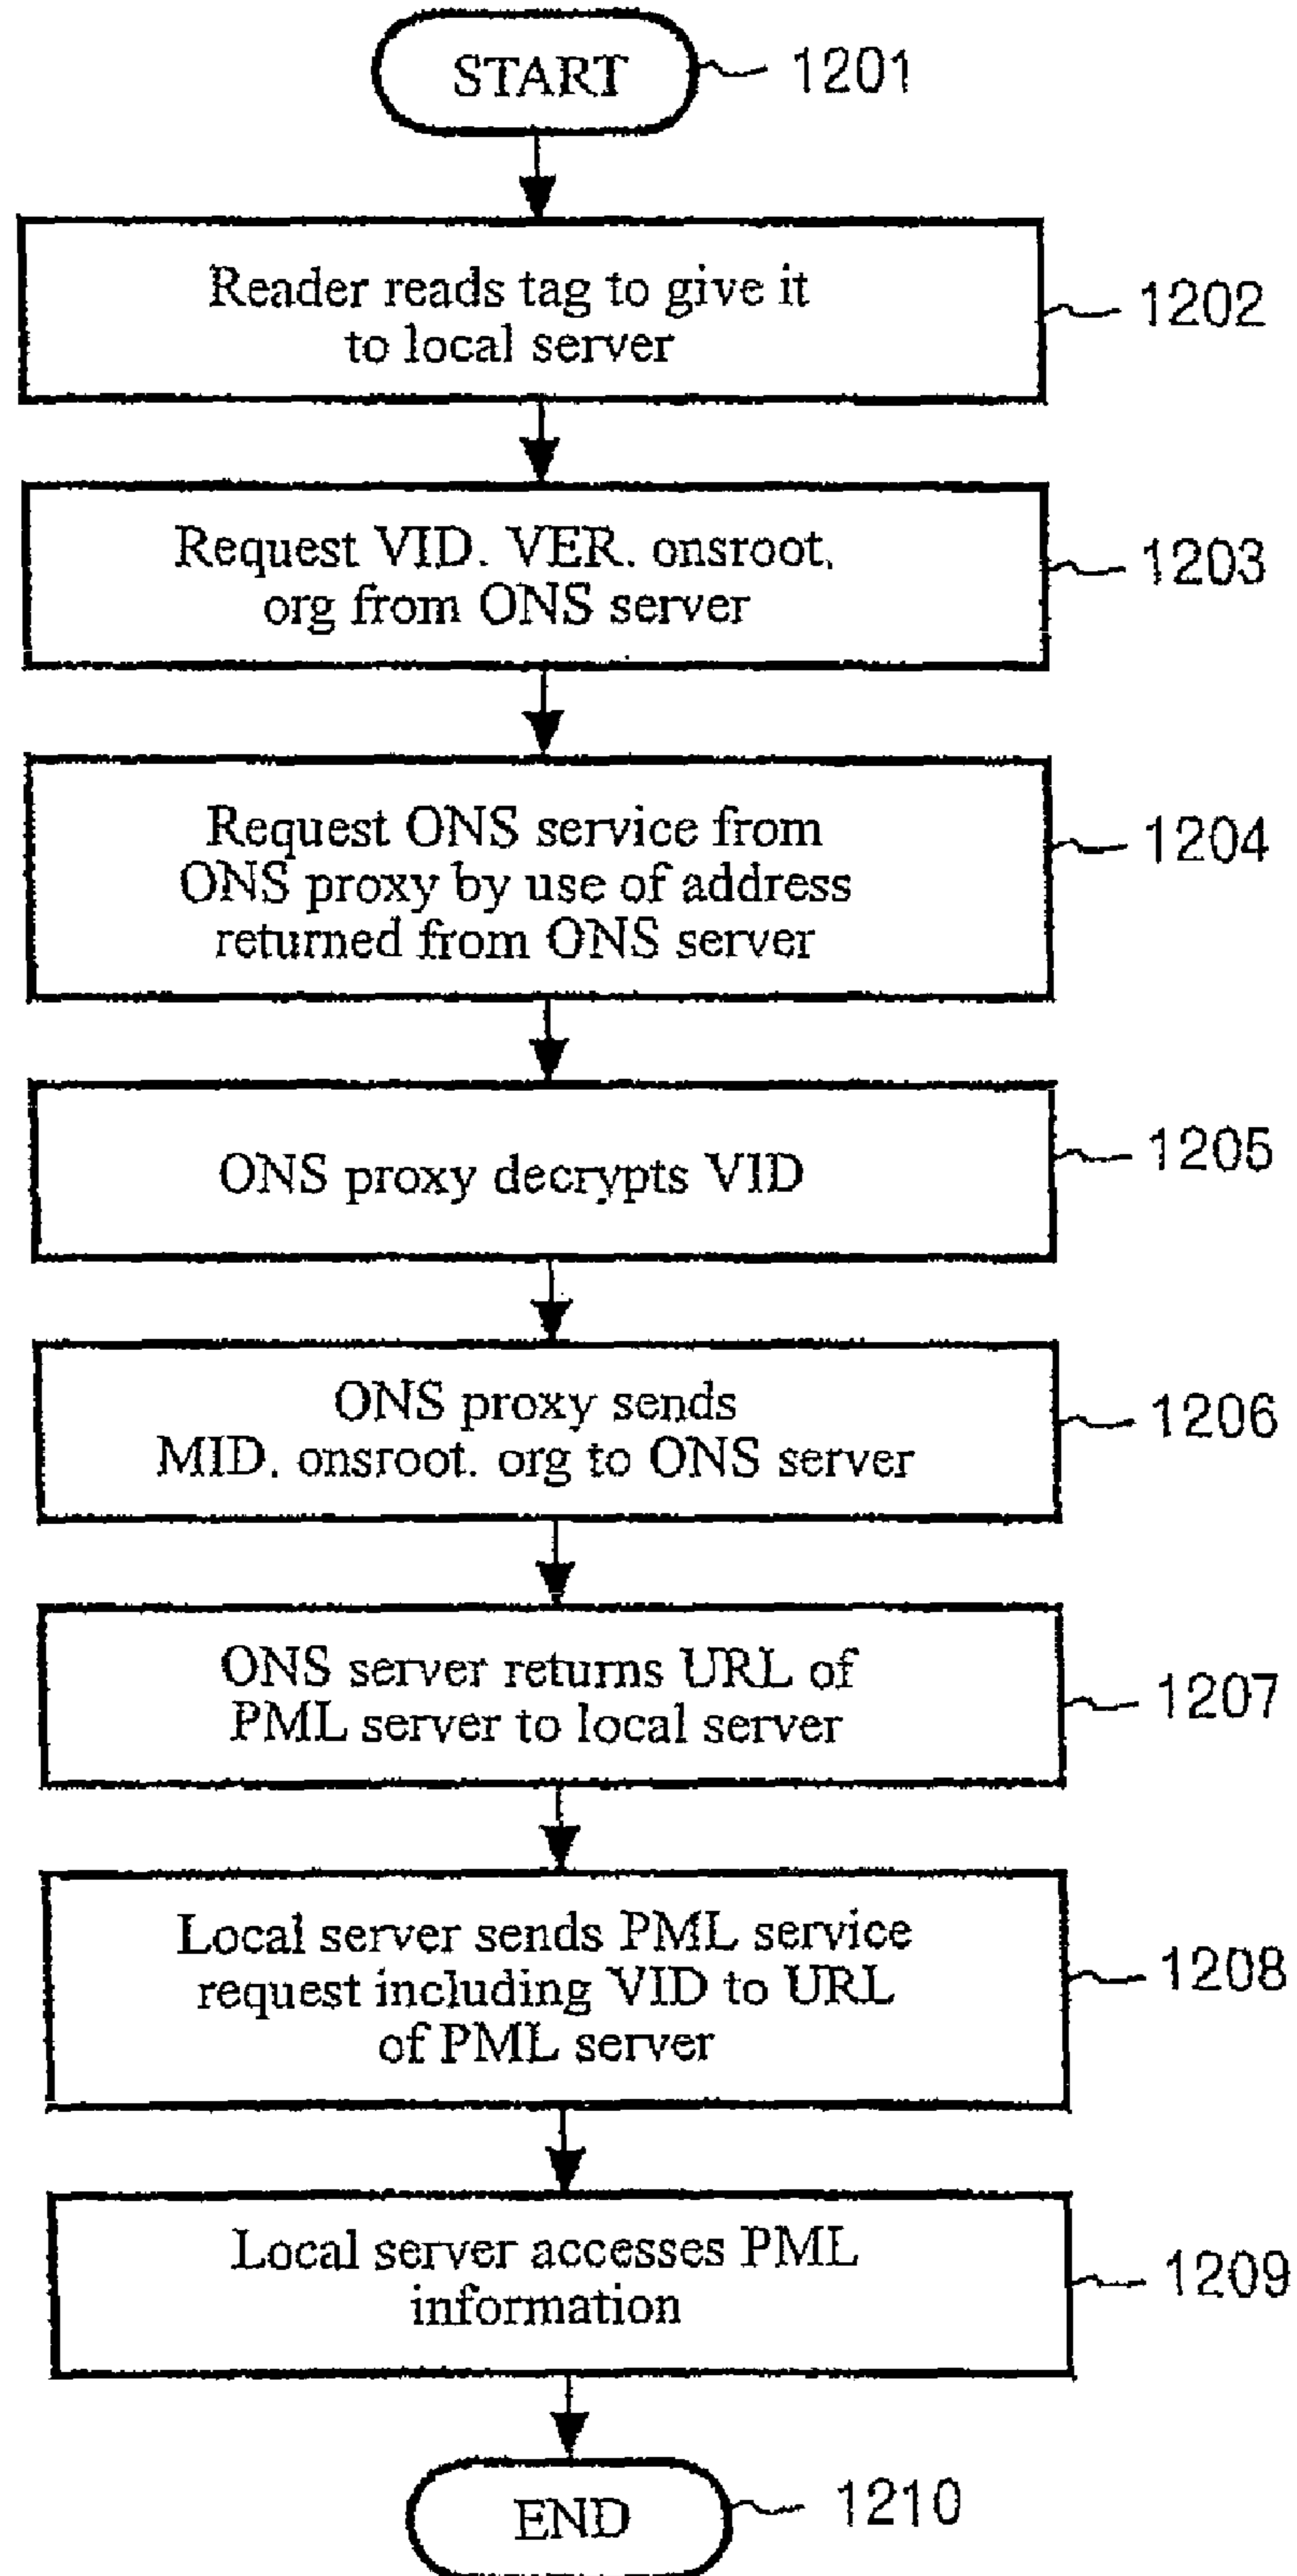 START
1201
Reader reads tag to give it
to local server
1202
Request VID. VER. onsroot.
org from ONS server
1203
Request ONS service from
ONS proxy by use of address
returned from ONS server
1204
ONS proxy decrypts VID
1205
ONS proxy sends
MID. onsroot. org to ONS server
1206
ONS server returns URL of
PML server to local server
1207
Local server sends PML service
request including VID to URL
of PML server
1208
Local server accesses PML
information
1209
END
1210